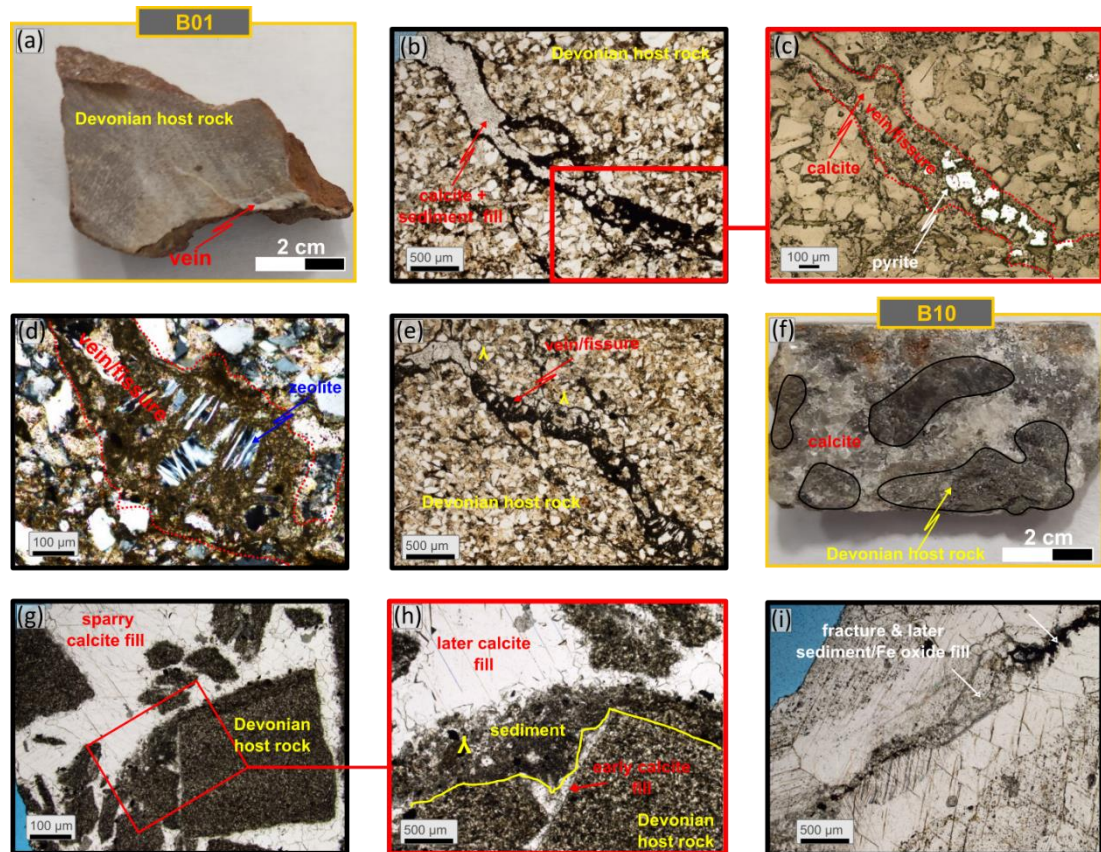 B01
(a)
Devonian host rock
vein
2 cm
(b)
Devonian host rock
calcite +
sediment fill
500 µm
(c)
vein/fissure
calcite
pyrite
100 µm
(d)
vein/fissure
zeolite
100 µm
(e)
vein/fissure
Devonian host rock
500 µm
B10
(f)
calcite
Devonian host rock
2 cm
(g)
sparry
calcite fill
Devonian
host rock
100 µm
(h)
later calcite
fill
sediment
early calcite
fill
Devonian
host rock
500 µm
(i)
fracture & later
sediment/Fe oxide fill
500 µm